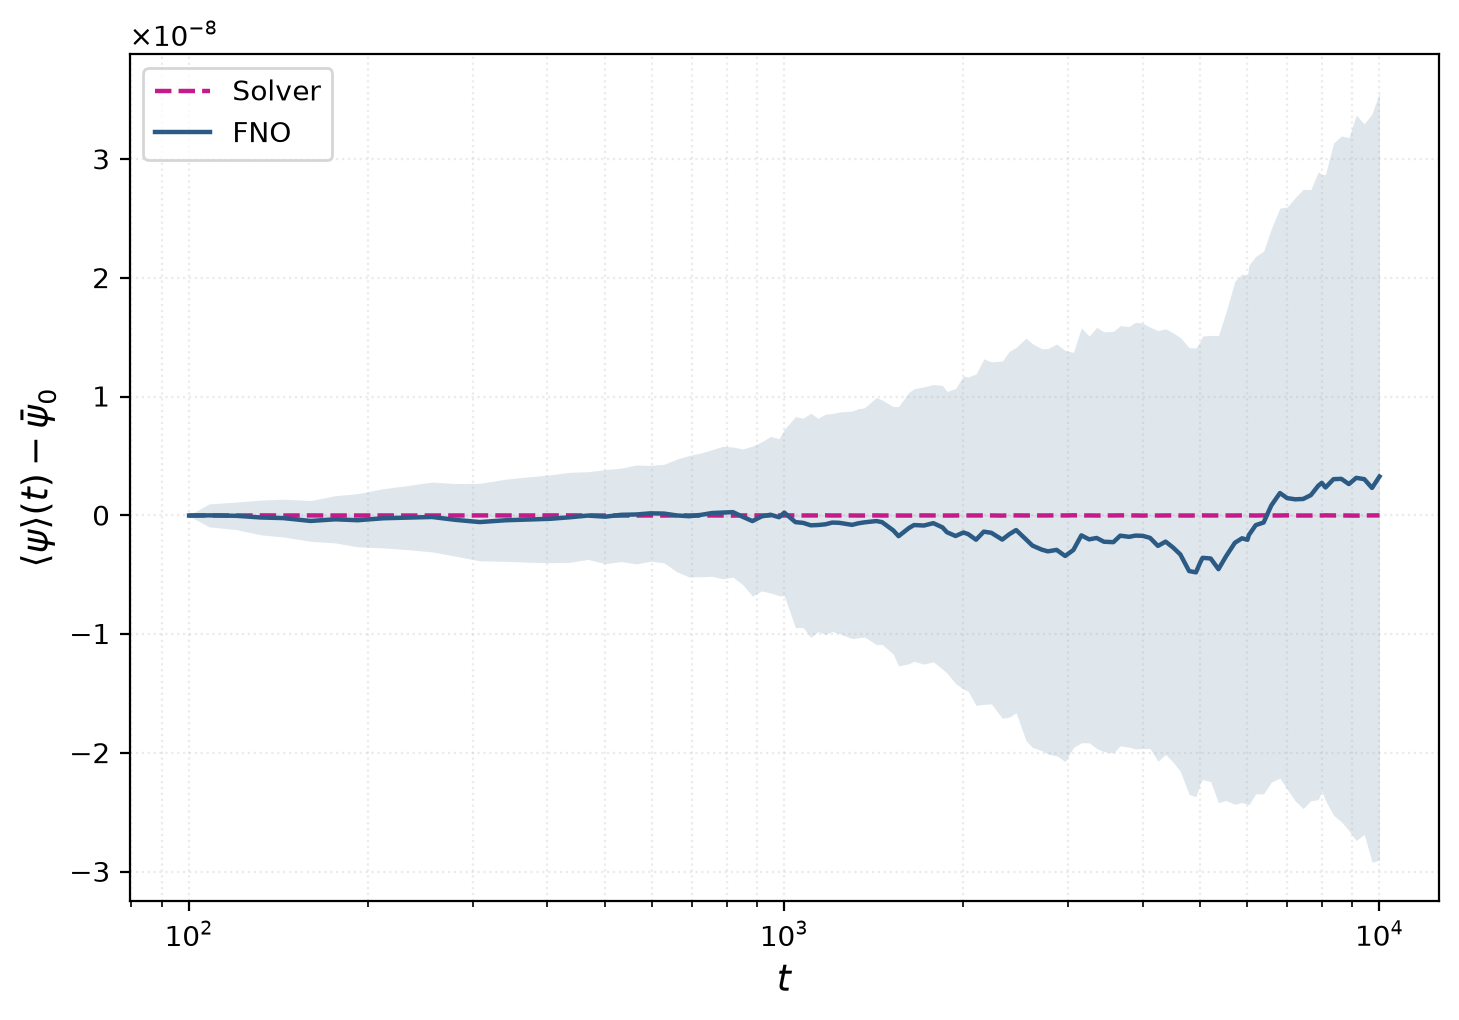 ×10⁻⁸
Solver
FNO
3
2
1
0
−1
−2
−3
⟨ψ⟩(t) − ψ̄₀
10² 10³ 10⁴
t